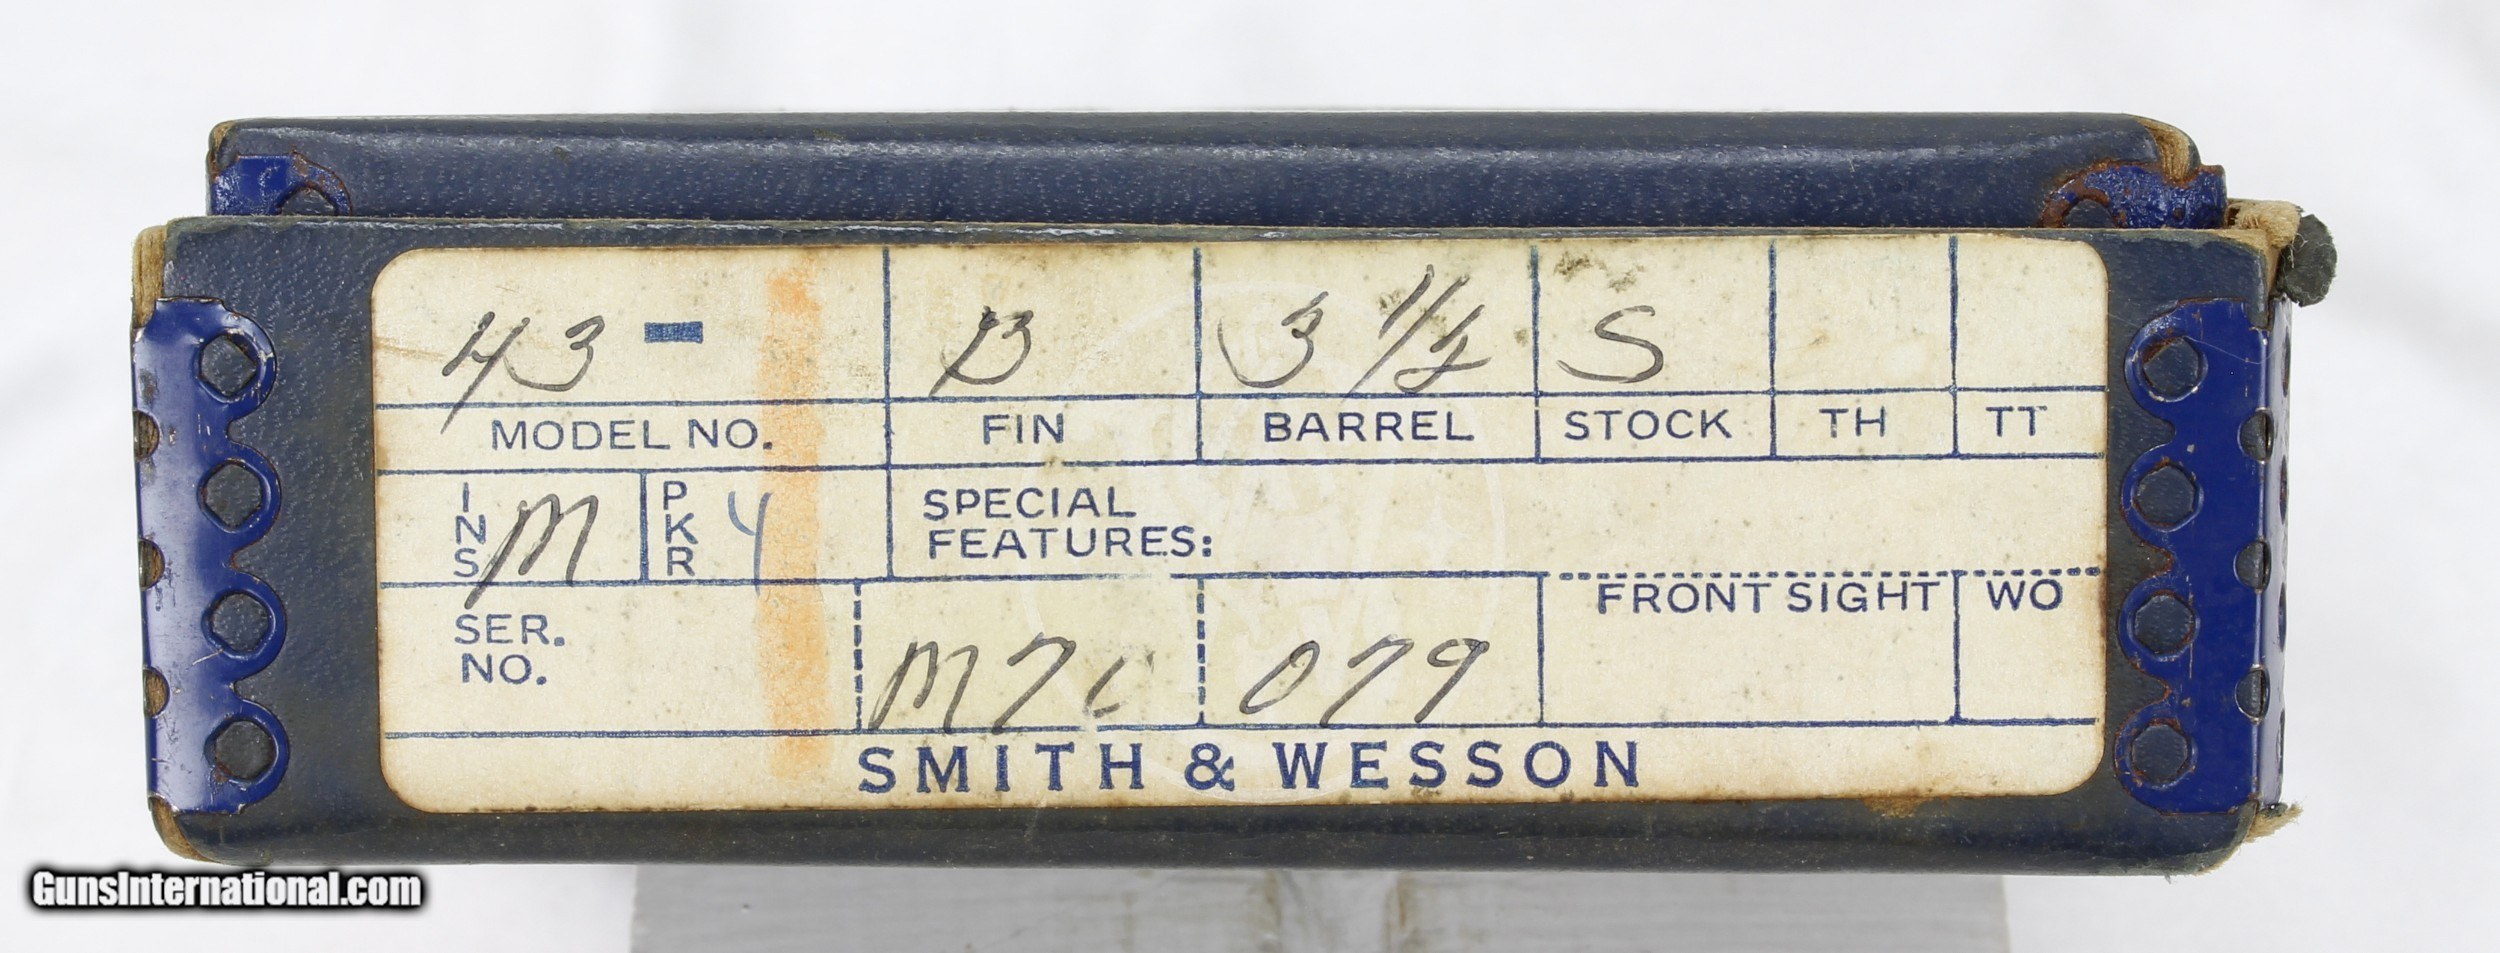 43 - B 3 1/2 S
MODEL NO. FIN BARREL STOCK TH TT
INS M PKR 4 SPECIAL
FEATURES:
SER.
NO. 079 FRONT SIGHT WO
SMITH & WESSON
GunsInternational.com